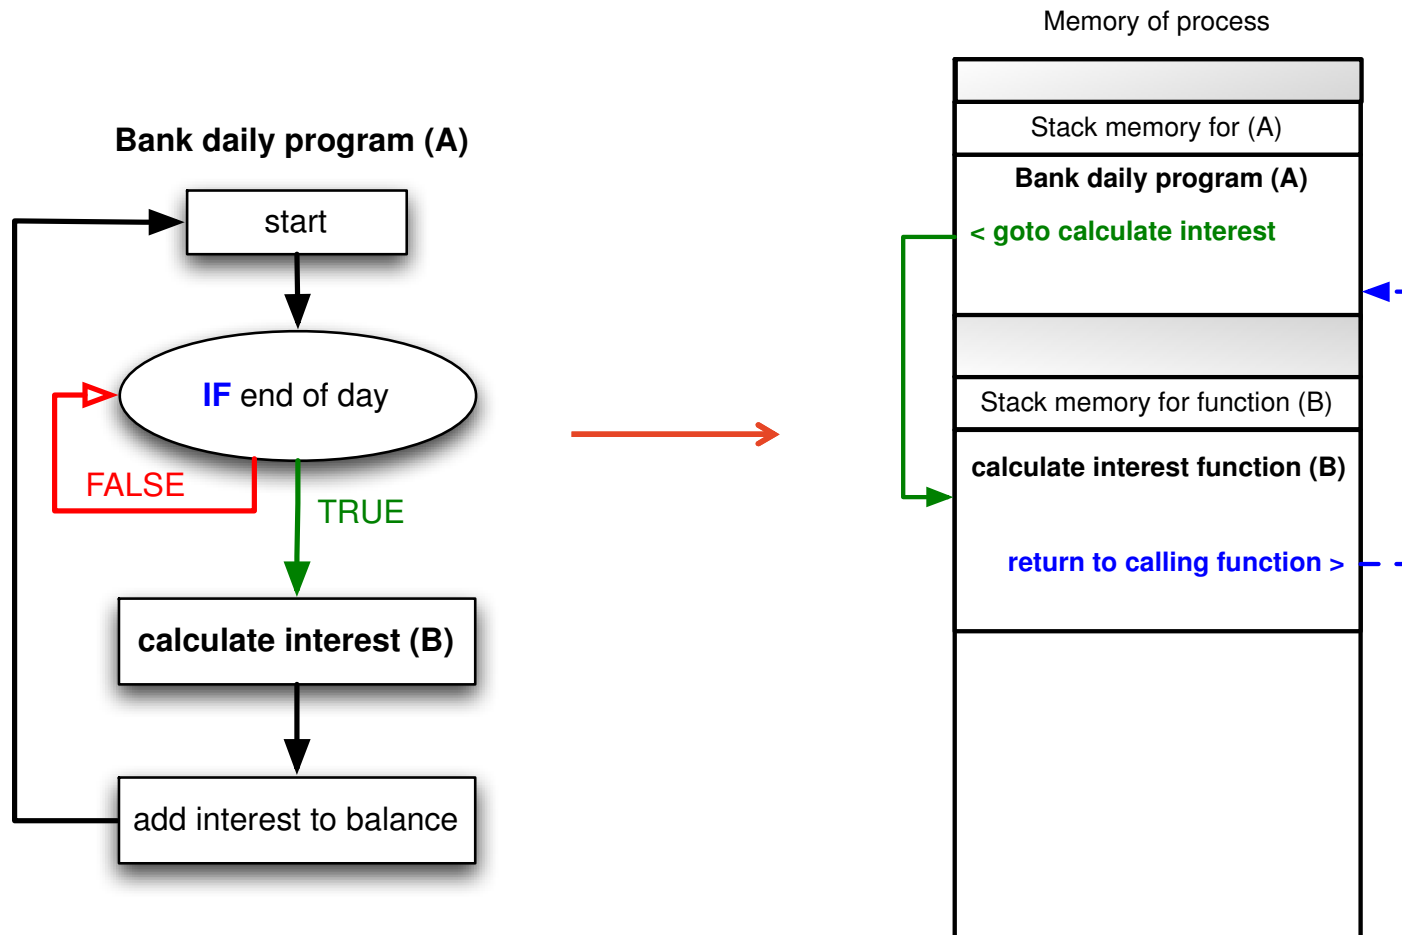 Bank daily program (A)
start
IF end of day
FALSE
TRUE
calculate interest (B)
add interest to balance
Memory of process
Stack memory for (A)
Bank daily program (A)
< goto calculate interest
Stack memory for function (B)
calculate interest function (B)
return to calling function >